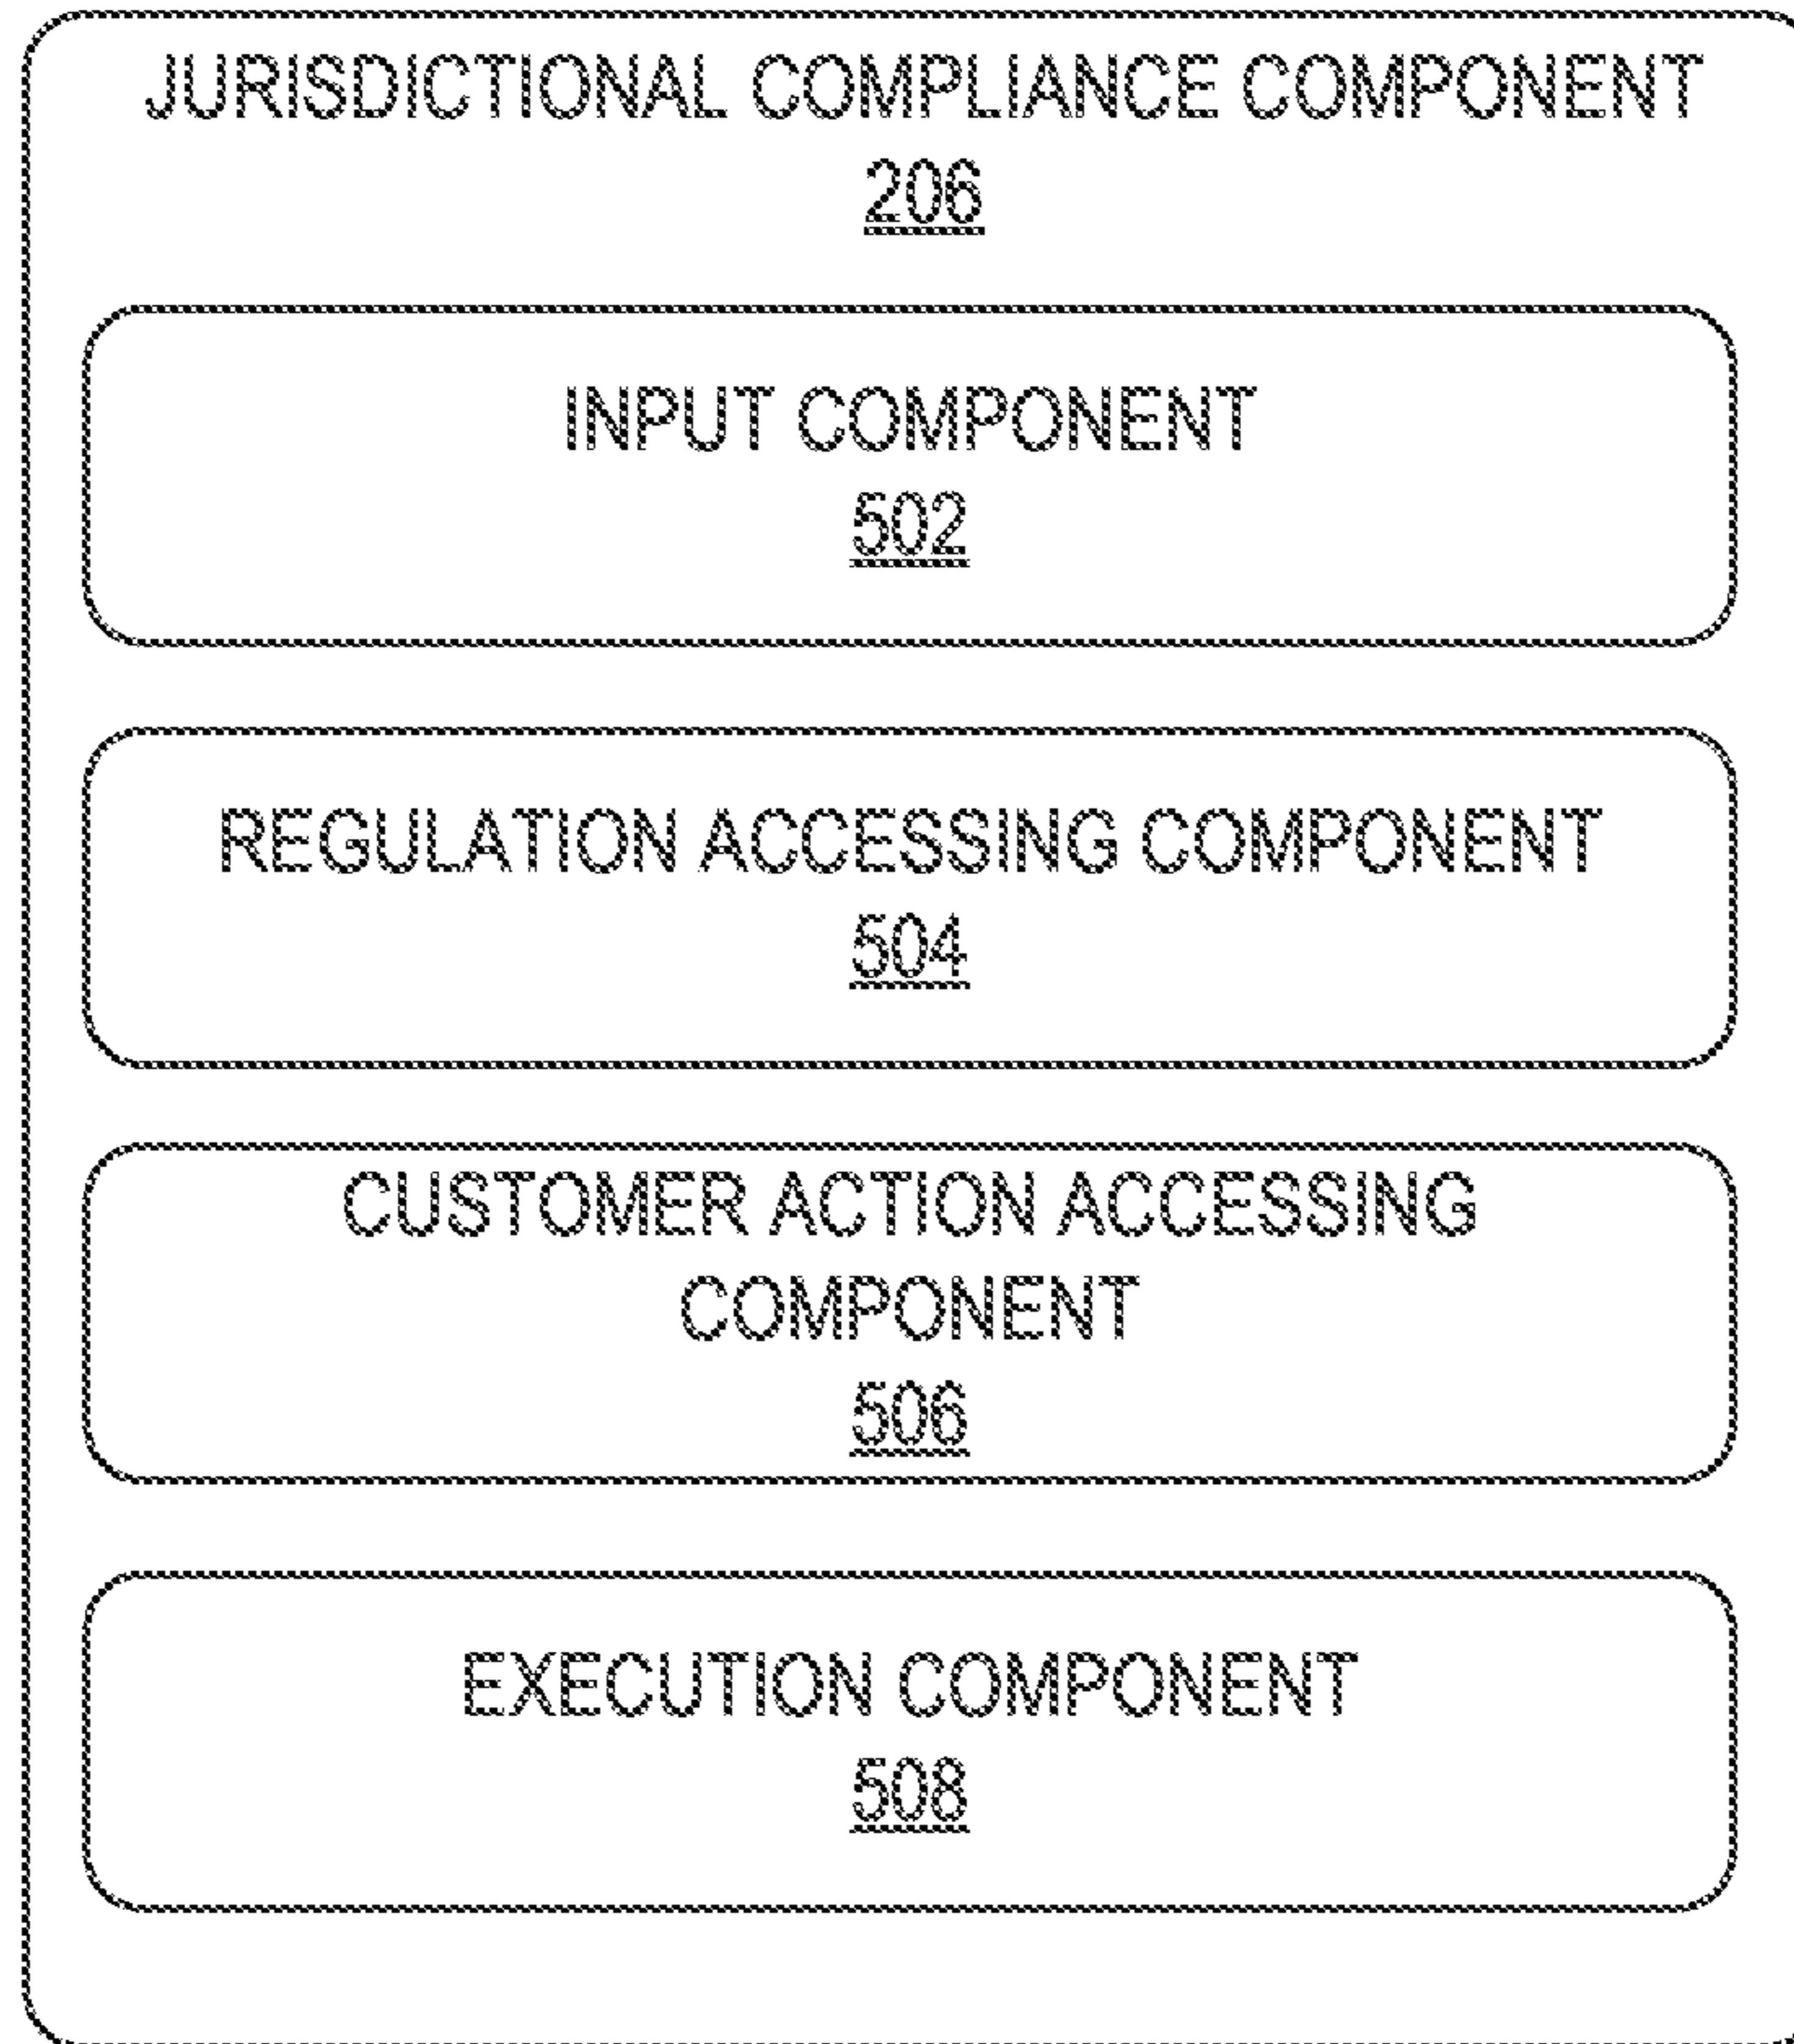 JURISDICTIONAL COMPLIANCE COMPONENT
206
INPUT COMPONENT
502
REGULATION ACCESSING COMPONENT
504
CUSTOMER ACTION ACCESSING
COMPONENT
506
EXECUTION COMPONENT
508